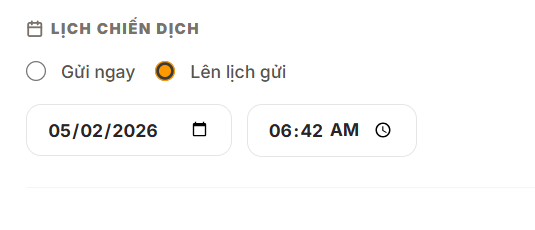 LỊCH CHIẾN DỊCH
Gửi ngay Lên lịch gửi
05/02/2026 06:42 AM